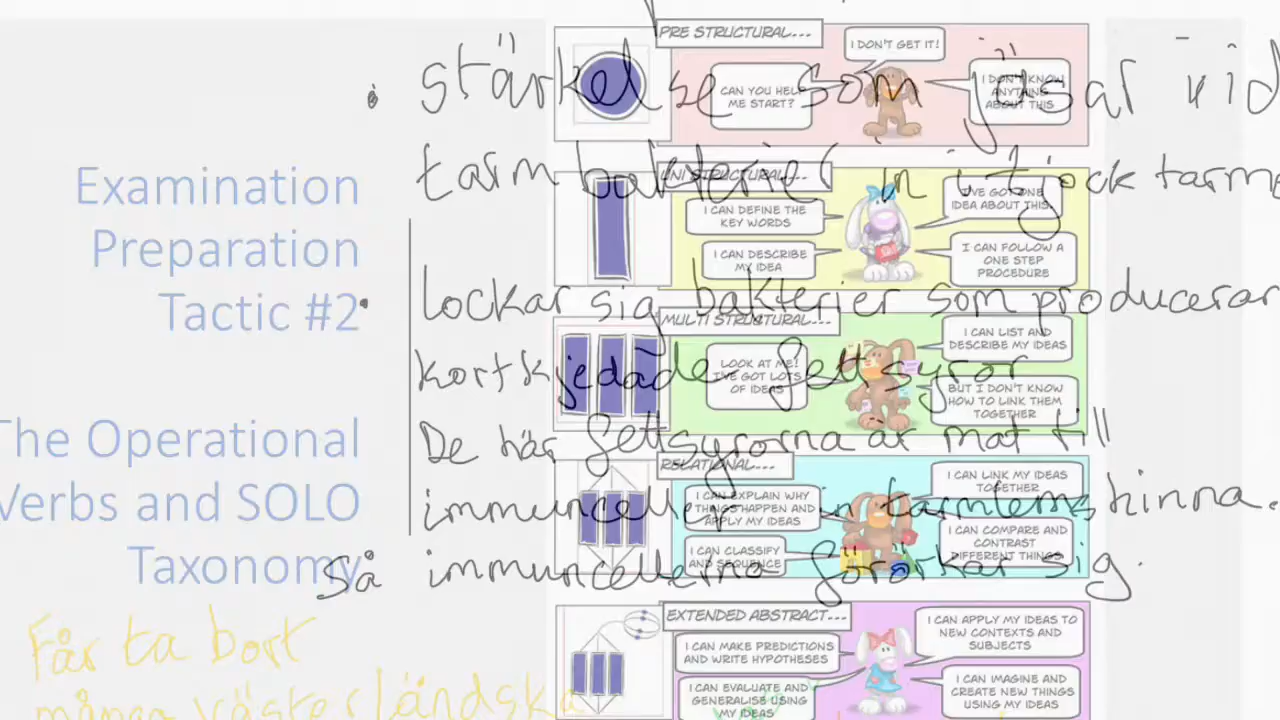 Examination
Preparation
Tactic #2
The Operational
Verbs and SOLO
Taxonomy
PRE STRUCTURAL...
I DON'T GET IT!
CAN YOU HELP
ME START?
I DON'T KNOW
ANYTHING
ABOUT THIS
UNI STRUCTURAL...
I CAN DEFINE THE
KEY WORDS
I'VE GOT ONE
IDEA ABOUT THIS.
I CAN DESCRIBE
MY IDEA
I CAN FOLLOW A
ONE STEP
PROCEDURE
MULTI STRUCTURAL...
LOOK AT ME!
I'VE GOT LOTS
OF IDEAS
I CAN LIST AND
DESCRIBE MY IDEAS
BUT I DON'T KNOW
HOW TO LINK THEM
TOGETHER
RELATIONAL...
I CAN EXPLAIN WHY
THINGS HAPPEN AND
APPLY MY IDEAS
I CAN LINK MY IDEAS
TOGETHER
I CAN CLASSIFY
AND SEQUENCE
I CAN COMPARE AND
CONTRAST
DIFFERENT THINGS
EXTENDED ABSTRACT...
I CAN MAKE PREDICTIONS
AND WRITE HYPOTHESES
I CAN APPLY MY IDEAS TO
NEW CONTEXTS AND
SUBJECTS
I CAN EVALUATE AND
GENERALISE USING
MY IDEAS
I CAN IMAGINE AND
CREATE NEW THINGS
USING MY IDEAS
stärkelse som jäsar vid
tarmbakterier in i tjocktarme
lockar sig bakterier som producerar
kortkjedade fettsyror
De här fettsyrorna är mat till
immunceller in tarmlemshinna.
Så immuncellerna förörkar sig.
Får ta bort
många västerländska